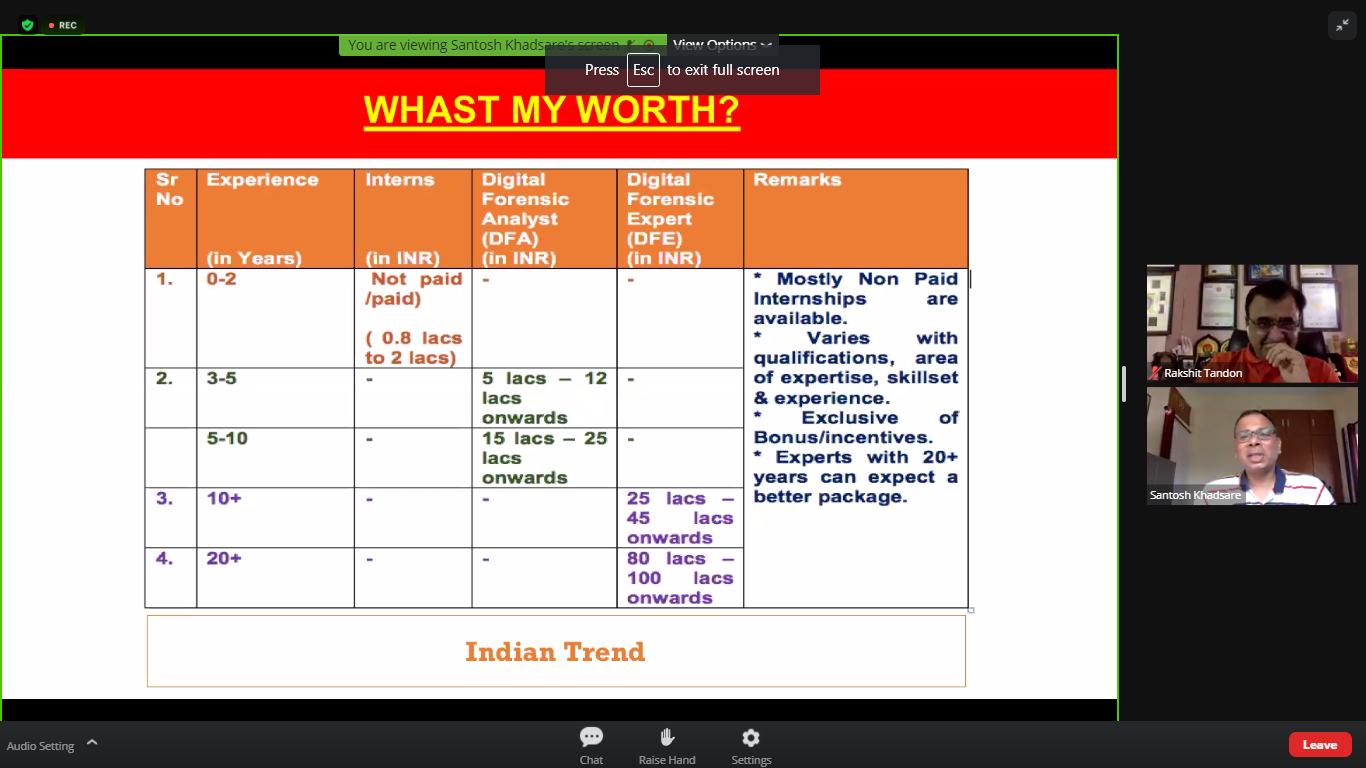 REC
You are viewing Santosh Khadsare's screen
View Options
Press Esc to exit full screen
WHAST MY WORTH?
Sr
No
Experience
(in Years)
Interns
(in INR)
Digital
Forensic
Analyst
(DFA)
(in INR)
Digital
Forensic
Expert
(DFE)
(in INR)
Remarks
1.
0-2
Not paid
/paid)
( 0.8 lacs
to 2 lacs)
-
-
* Mostly Non Paid
Internships are
available.
* Varies with
qualifications, area
of expertise, skillset
& experience.
* Exclusive of
Bonus/incentives.
* Experts with 20+
years can expect a
better package.
2.
3-5
-
5 lacs – 12
lacs
onwards
-
5-10
-
15 lacs – 25
lacs
onwards
-
3.
10+
-
-
25 lacs –
45 lacs
onwards
4.
20+
-
-
80 lacs –
100 lacs
onwards
Indian Trend
Rakshit Tandon
Santosh Khadsare
Audio Setting
Chat
Raise Hand
Settings
Leave